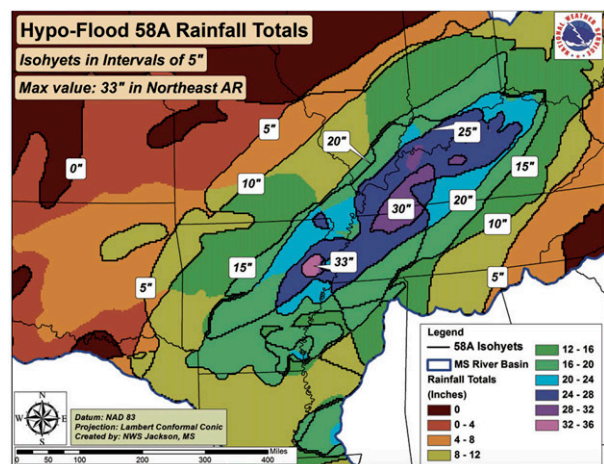 Hypo-Flood 58A Rainfall Totals
Isohyets in Intervals of 5"
Max value: 33" in Northeast AR
NATIONAL WEATHER SERVICE
5"
20"
25"
0"
10"
15"
30"
20"
10"
15"
33"
5"
5"
Legend
58A Isohyets
MS River Basin
Rainfall Totals
(Inches)
0
0 - 4
4 - 8
8 - 12
12 - 16
16 - 20
20 - 24
24 - 28
28 - 32
32 - 36
N
W
E
S
Datum: NAD 83
Projection: Lambert Conformal Conic
Created by: NWS Jackson, MS
0
100
200
300
400
Miles